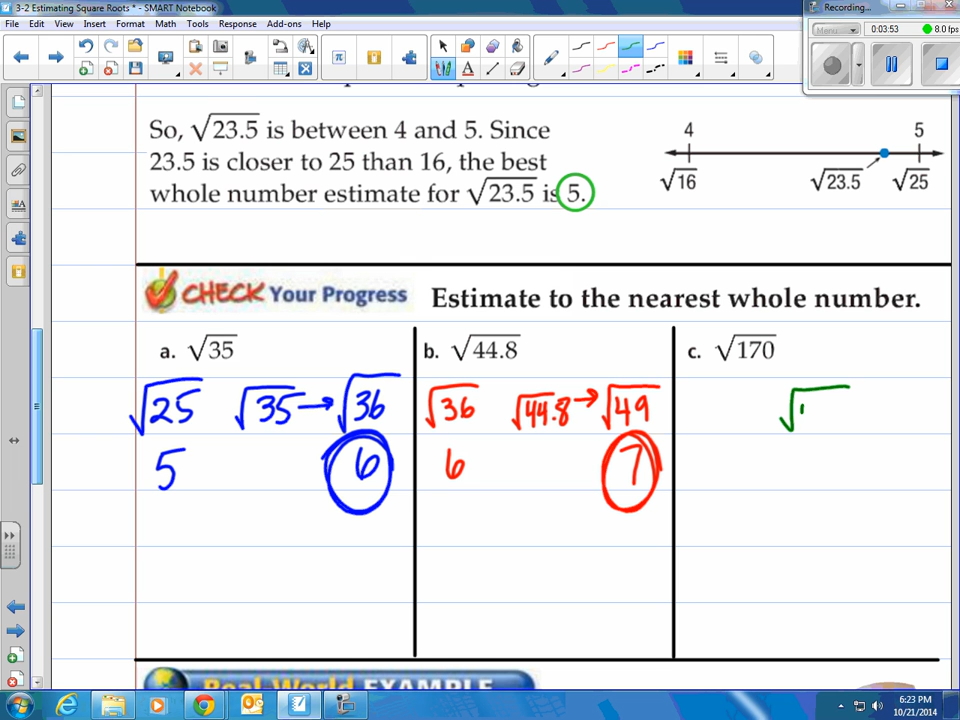 3-2 Estimating Square Roots * - SMART Notebook
Recording...
File Edit View Insert Format Math Tools Response Add-ons Help
Menu
0:03:53
8.0 fps
So, √23.5 is between 4 and 5. Since
23.5 is closer to 25 than 16, the best
whole number estimate for √23.5 is 5.
4 5
√16 √23.5 √25
CHECK Your Progress Estimate to the nearest whole number.
a. √35 b. √44.8 c. √170
√25 √35 → √36 √36 √44.8 → √49
5 6 6 7
Real-World EXAMPLE
6:23 PM
10/21/2014